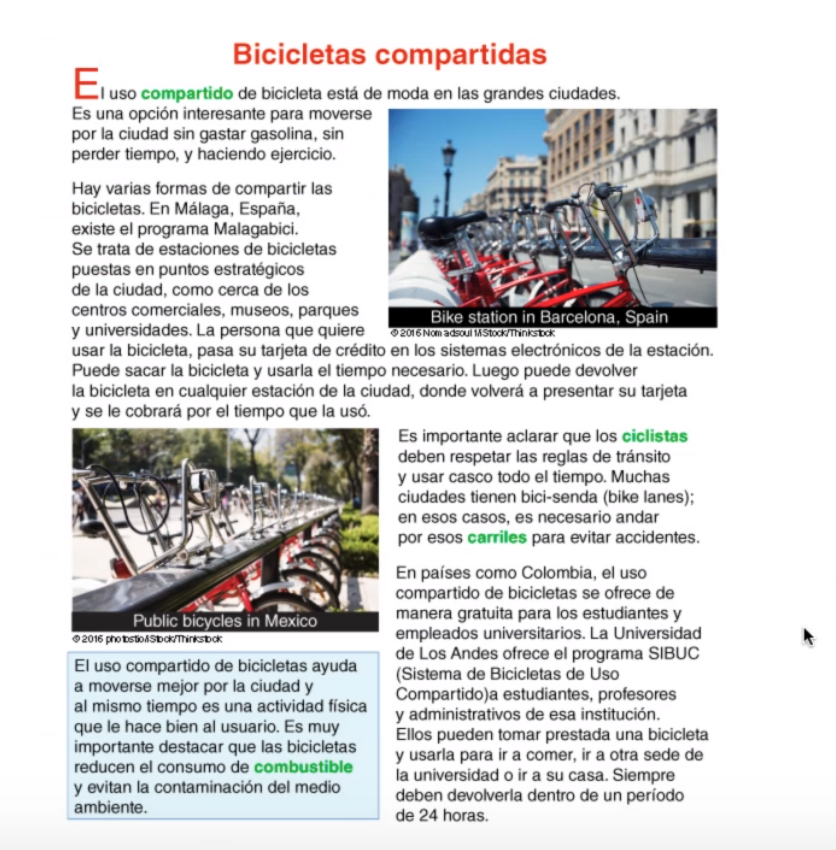 Bicicletas compartidas
El uso compartido de bicicleta está de moda en las grandes ciudades.
Es una opción interesante para moverse
por la ciudad sin gastar gasolina, sin
perder tiempo, y haciendo ejercicio.
Hay varias formas de compartir las
bicicletas. En Málaga, España,
existe el programa Malagabici.
Se trata de estaciones de bicicletas
puestas en puntos estratégicos
de la ciudad, como cerca de los
centros comerciales, museos, parques
y universidades. La persona que quiere
usar la bicicleta, pasa su tarjeta de crédito en los sistemas electrónicos de la estación.
Puede sacar la bicicleta y usarla el tiempo necesario. Luego puede devolver
la bicicleta en cualquier estación de la ciudad, donde volverá a presentar su tarjeta
y se le cobrará por el tiempo que la usó.
Bike station in Barcelona, Spain
© 2016 Nomadsoul1/iStock/Thinkstock
Public bicycles in Mexico
© 2016 photostio/iStock/Thinkstock
El uso compartido de bicicletas ayuda
a moverse mejor por la ciudad y
al mismo tiempo es una actividad física
que le hace bien al usuario. Es muy
importante destacar que las bicicletas
reducen el consumo de combustible
y evitan la contaminación del medio
ambiente.
Es importante aclarar que los ciclistas
deben respetar las reglas de tránsito
y usar casco todo el tiempo. Muchas
ciudades tienen bici-senda (bike lanes);
en esos casos, es necesario andar
por esos carriles para evitar accidentes.
En países como Colombia, el uso
compartido de bicicletas se ofrece de
manera gratuita para los estudiantes y
empleados universitarios. La Universidad
de Los Andes ofrece el programa SIBUC
(Sistema de Bicicletas de Uso
Compartido)a estudiantes, profesores
y administrativos de esa institución.
Ellos pueden tomar prestada una bicicleta
y usarla para ir a comer, ir a otra sede de
la universidad o ir a su casa. Siempre
deben devolverla dentro de un período
de 24 horas.